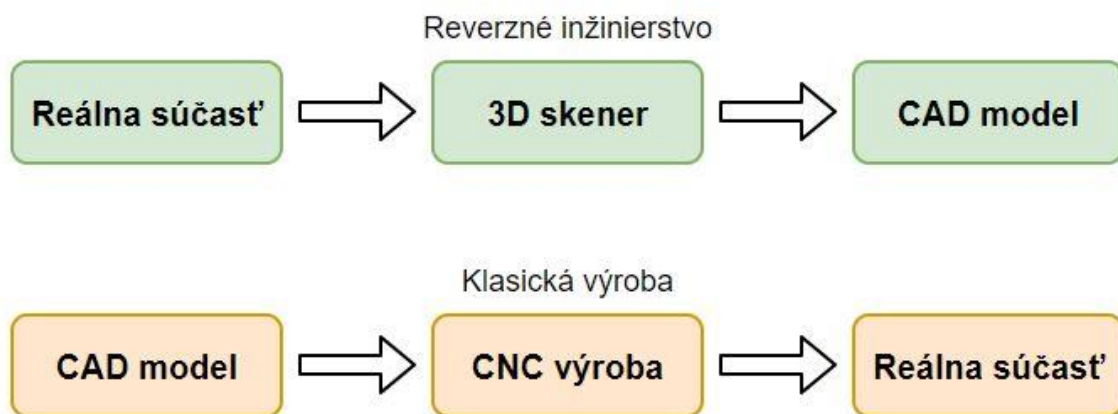 Reverzné inžinierstvo
Reálna súčasť
3D skener
CAD model
Klasická výroba
CAD model
CNC výroba
Reálna súčasť